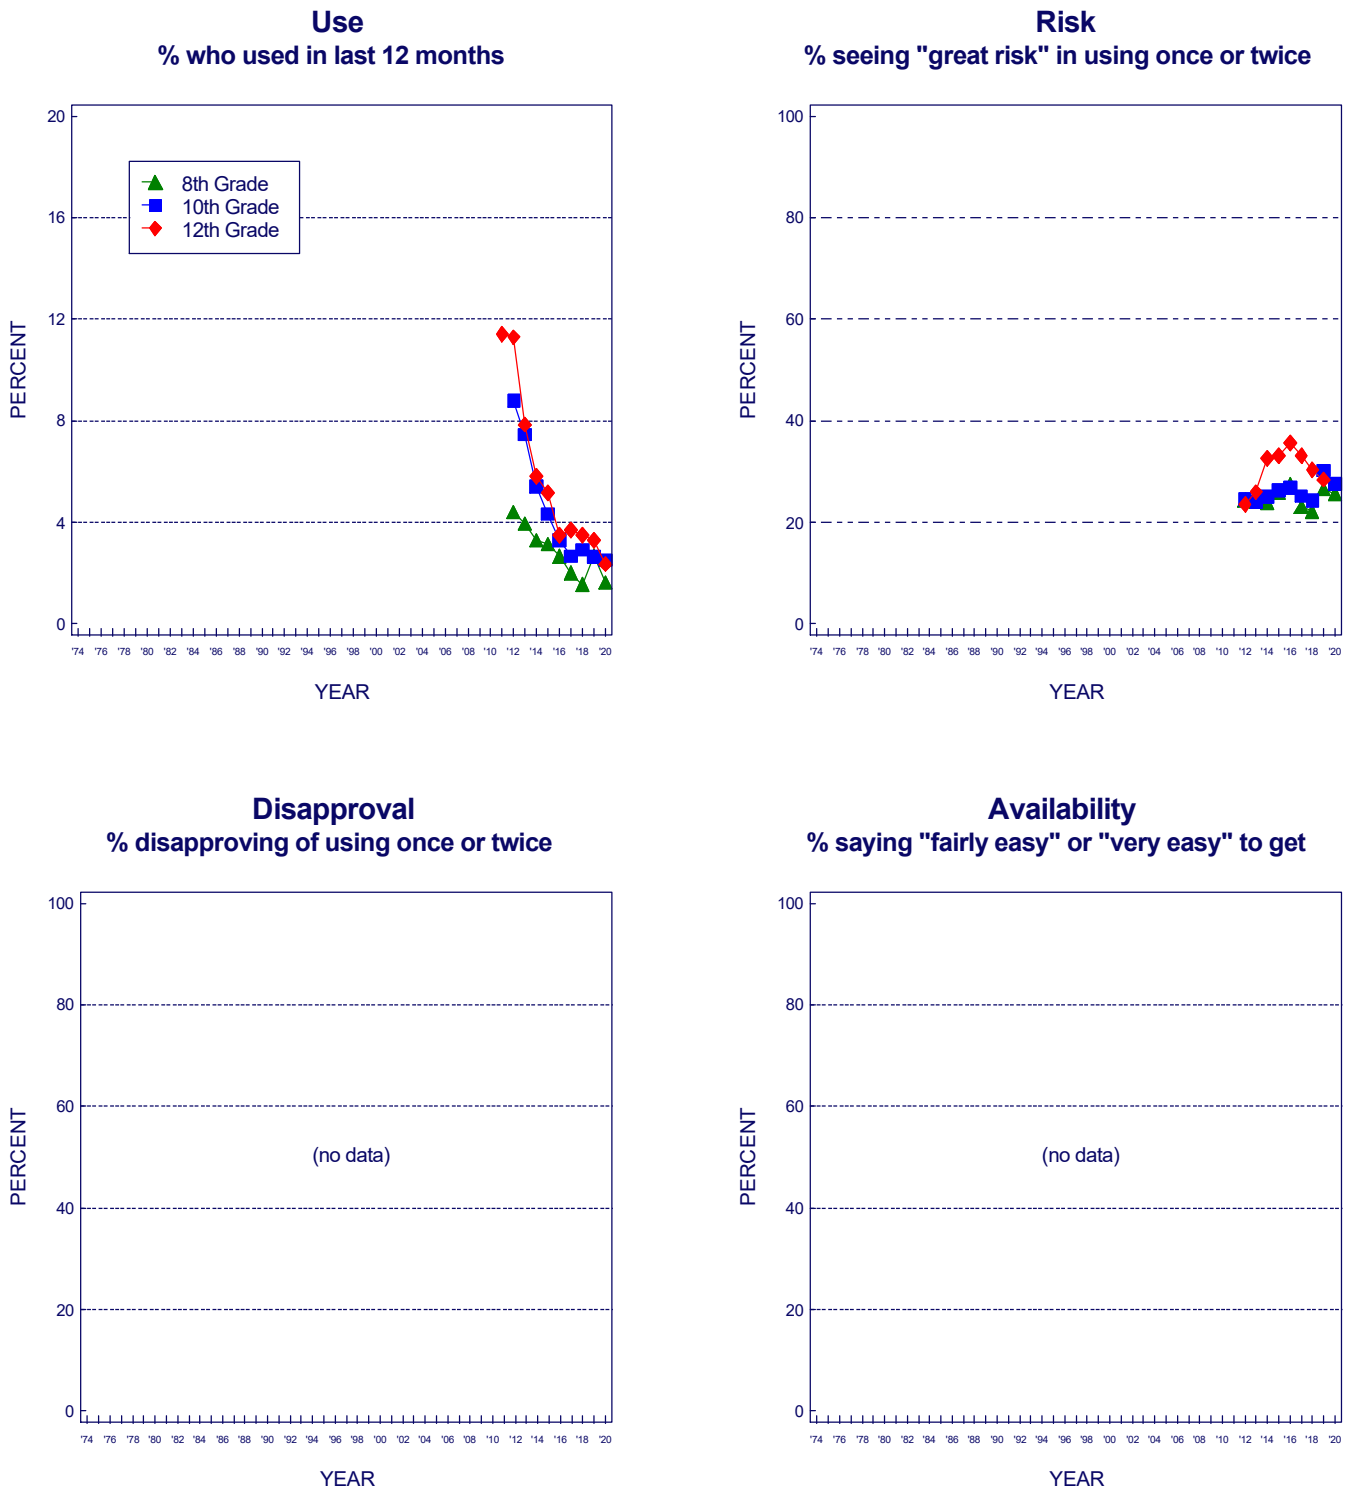 Use
% who used in last 12 months
20
16
12
8
4
0
8th Grade
10th Grade
12th Grade
PERCENT
'74 '76 '78 '80 '82 '84 '86 '88 '90 '92 '94 '96 '98 '00 '02 '04 '06 '08 '10 '12 '14 '16 '18 '20
YEAR
Risk
% seeing "great risk" in using once or twice
100
80
60
40
20
0
PERCENT
'74 '76 '78 '80 '82 '84 '86 '88 '90 '92 '94 '96 '98 '00 '02 '04 '06 '08 '10 '12 '14 '16 '18 '20
YEAR
Disapproval
% disapproving of using once or twice
100
80
60
40
20
0
PERCENT
(no data)
'74 '76 '78 '80 '82 '84 '86 '88 '90 '92 '94 '96 '98 '00 '02 '04 '06 '08 '10 '12 '14 '16 '18 '20
YEAR
Availability
% saying "fairly easy" or "very easy" to get
100
80
60
40
20
0
PERCENT
(no data)
'74 '76 '78 '80 '82 '84 '86 '88 '90 '92 '94 '96 '98 '00 '02 '04 '06 '08 '10 '12 '14 '16 '18 '20
YEAR